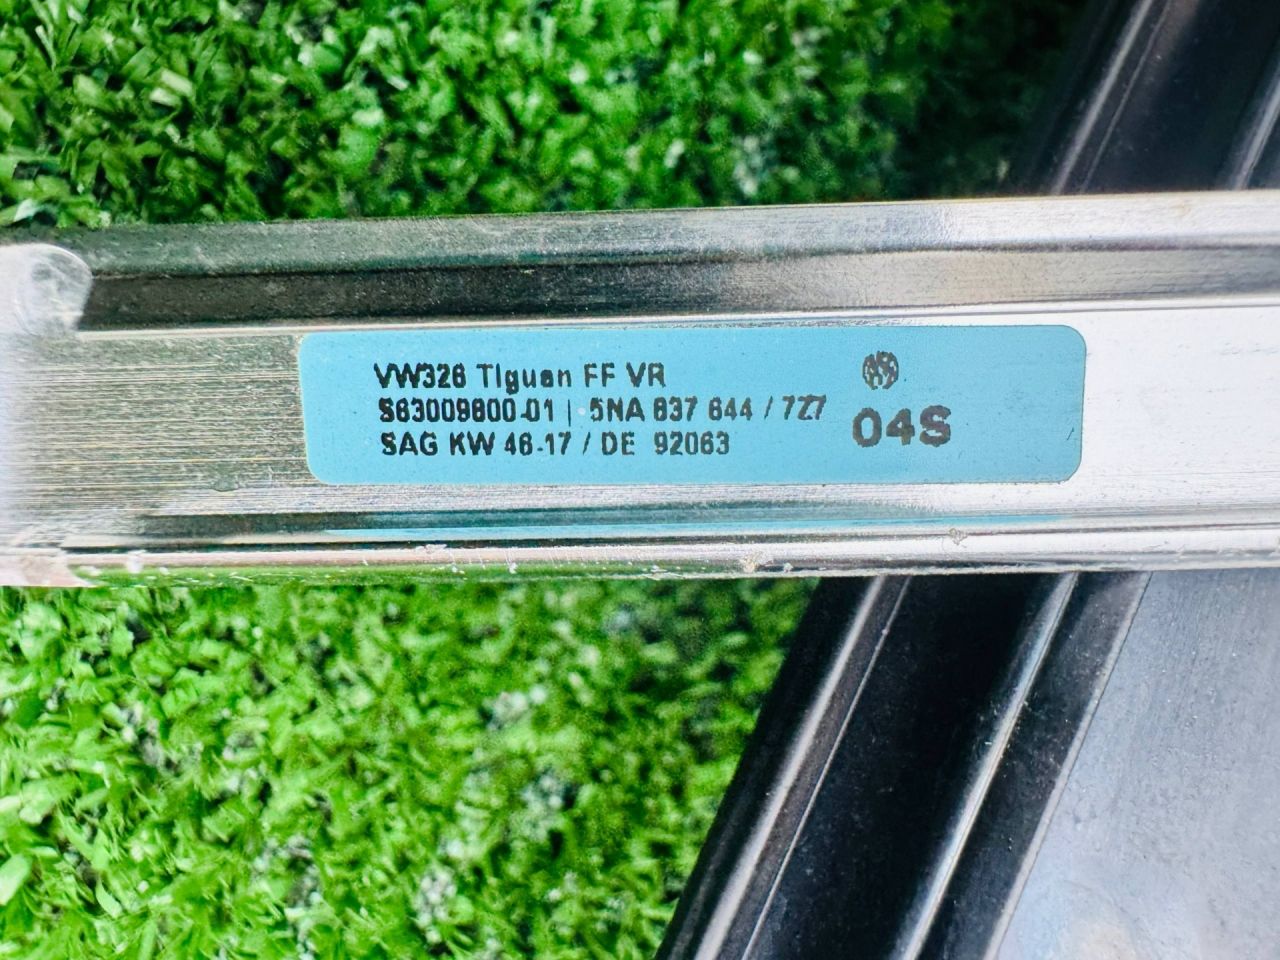 VW326 Tiguan FF VR
S63009800-01 | 5NA 837 644 / 7Z7
04S
SAG KW 46-17 / DE 92063